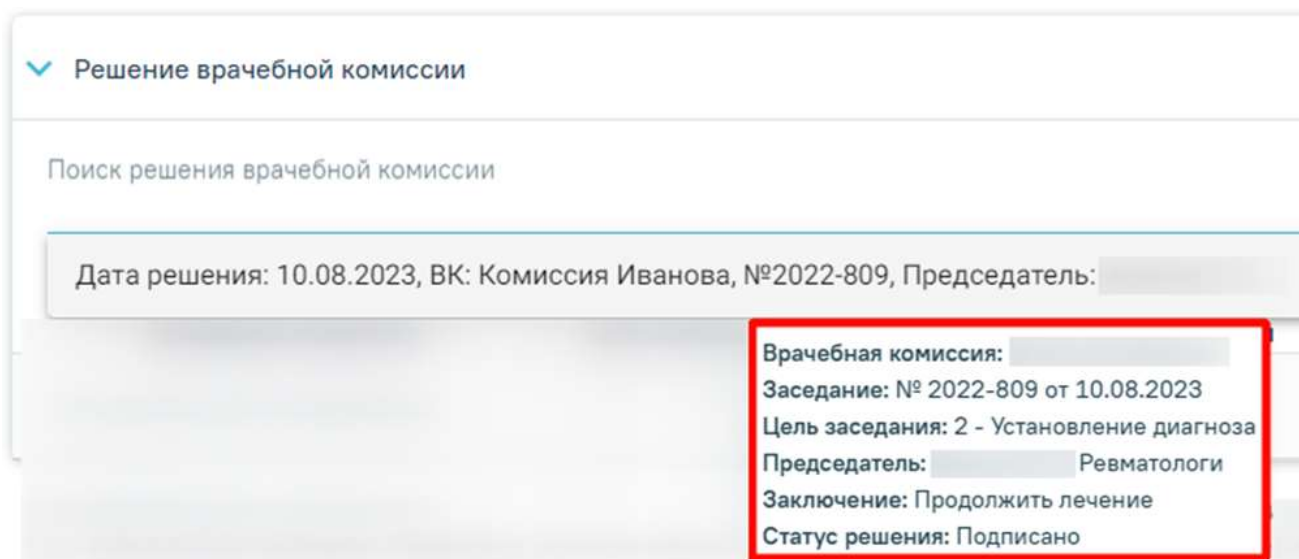 Решение врачебной комиссии
Поиск решения врачебной комиссии
Дата решения: 10.08.2023, ВК: Комиссия Иванова, №2022-809, Председатель:
Врачебная комиссия:
Заседание: № 2022-809 от 10.08.2023
Цель заседания: 2 - Установление диагноза
Председатель: Ревматологи
Заключение: Продолжить лечение
Статус решения: Подписано